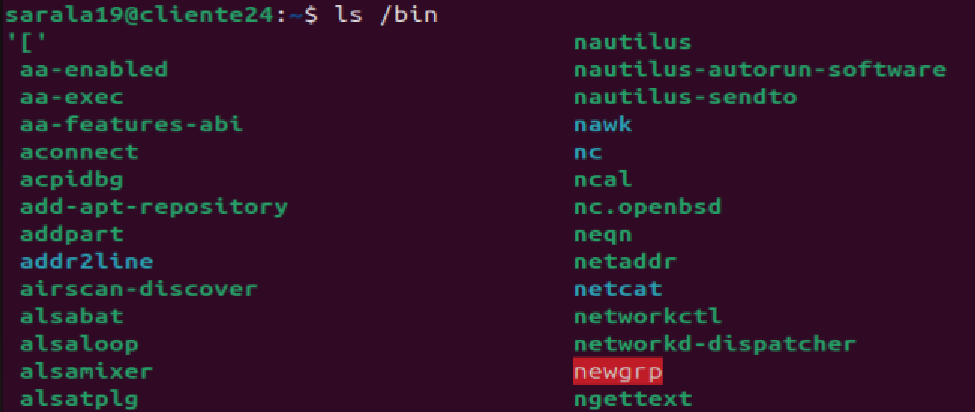 sarala19@cliente24:~$ ls /bin
'['                                  nautilus
aa-enabled                           nautilus-autorun-software
aa-exec                              nautilus-sendto
aa-features-abi                      nawk
aconnect                             nc
acpidbg                              ncal
add-apt-repository                   nc.openbsd
addpart                              neqn
addr2line                            netaddr
airscan-discover                     netcat
alsabat                              networkctl
alsaloop                             networkd-dispatcher
alsamixer                            newgrp
alsatplg                             ngettext